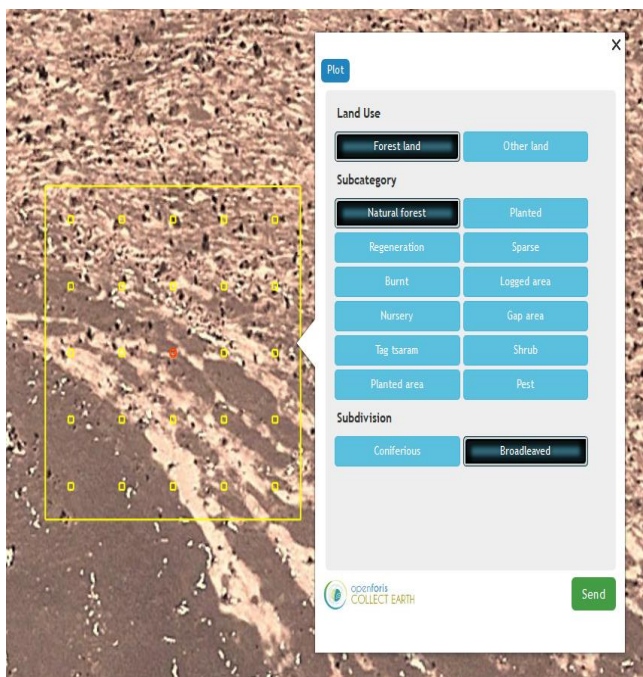 X
Plot
Land Use
Forest land Other land
Subcategory
Natural forest Planted
Regeneration Sparse
Burnt Logged area
Nursery Gap area
Tag tsaram Shrub
Planted area Pest
Subdivision
Coniferious Broadleaved
openforis
COLLECT EARTH
Send